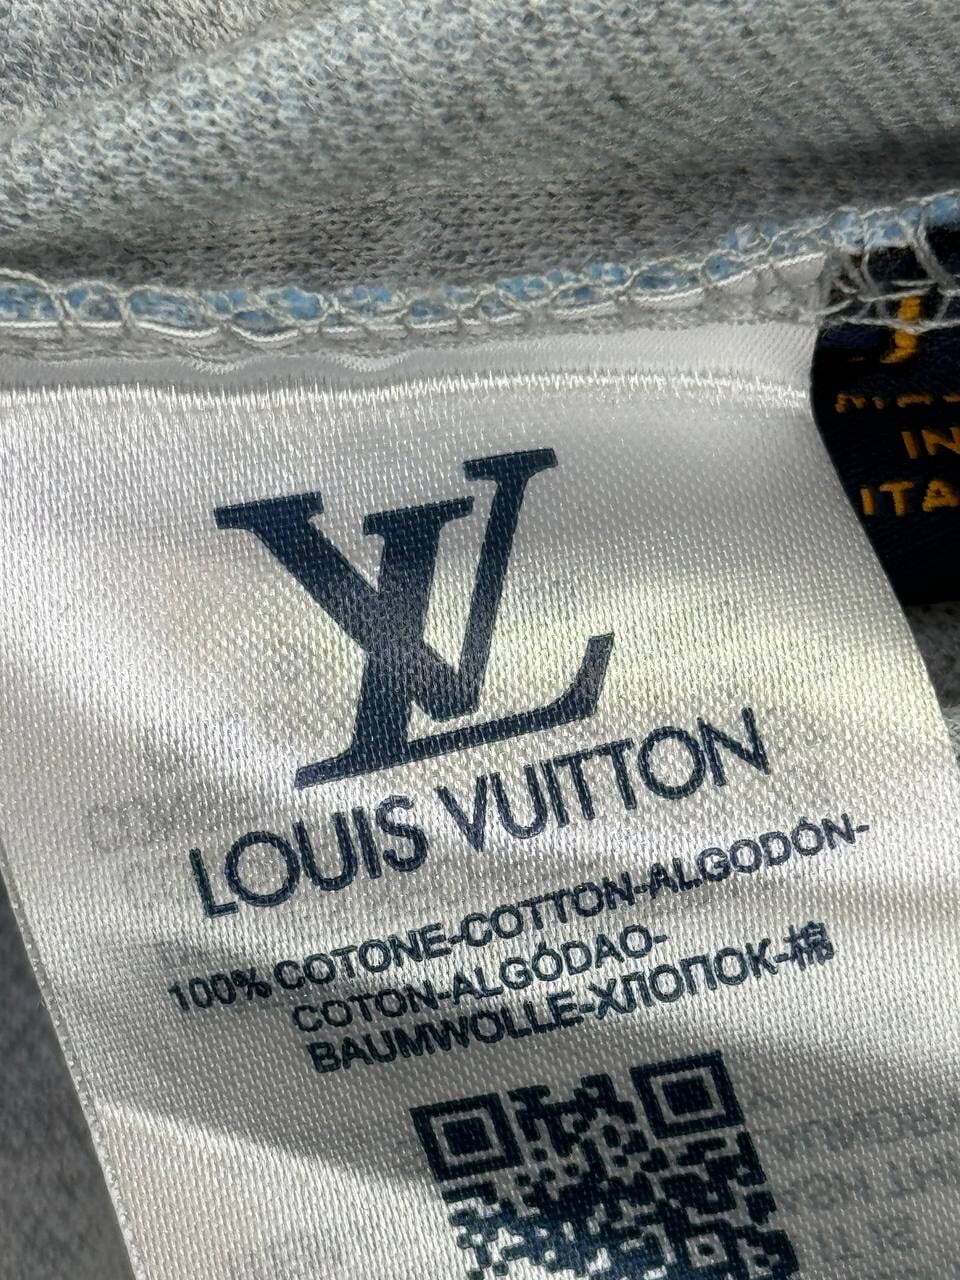 LV
LOUIS VUITTON
100% COTONE-COTTON-ALGODÓN-
COTON-ALGÓDAO-
BAUMWOLLE-ХЛОПОК-棉
IN
ITA